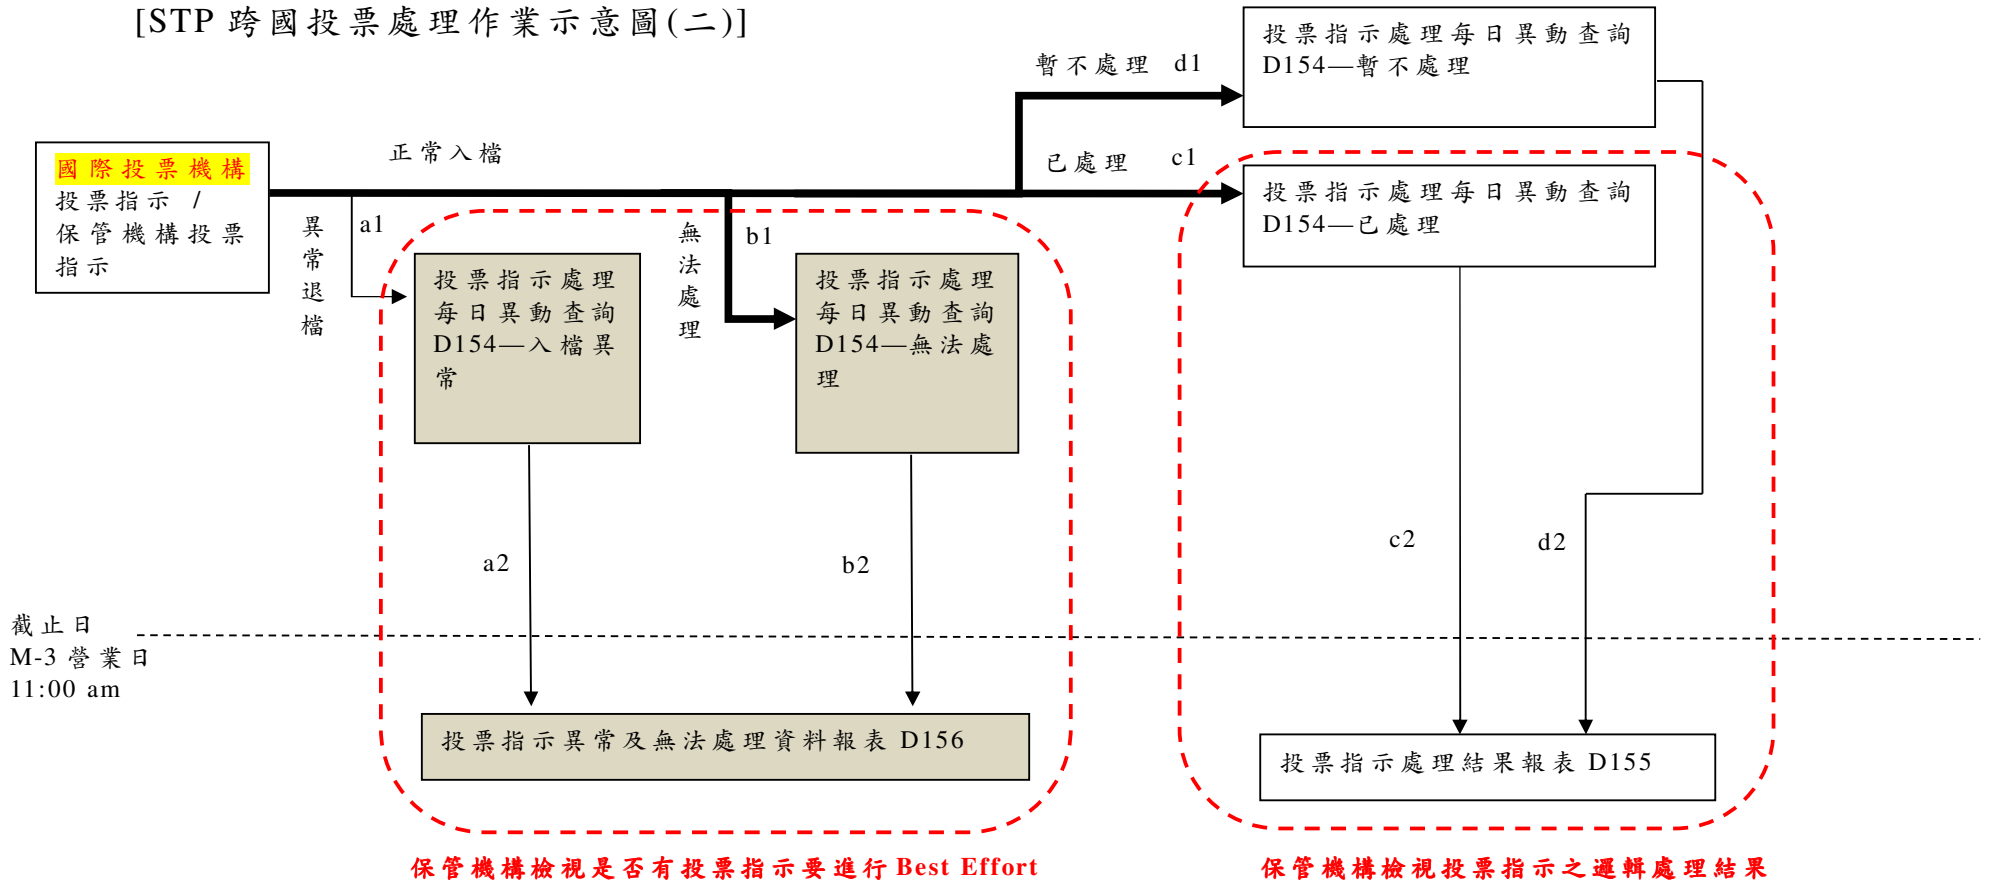 [STP 跨國投票處理作業示意圖(二)]
投票指示處理每日異動查詢
D154—暫不處理
暫不處理 d1
正常入檔
已處理 c1
國際投票機構
投票指示 /
保管機構投票
指示
投票指示處理每日異動查詢
D154—已處理
異常退檔
a1
無法處理
b1
投票指示處理
每日異動查詢
D154—入檔異
常
投票指示處理
每日異動查詢
D154—無法處
理
a2
b2
c2
d2
截止日
M-3 營業日
11:00 am
投票指示異常及無法處理資料報表 D156
投票指示處理結果報表 D155
保管機構檢視是否有投票指示要進行 Best Effort
保管機構檢視投票指示之邏輯處理結果